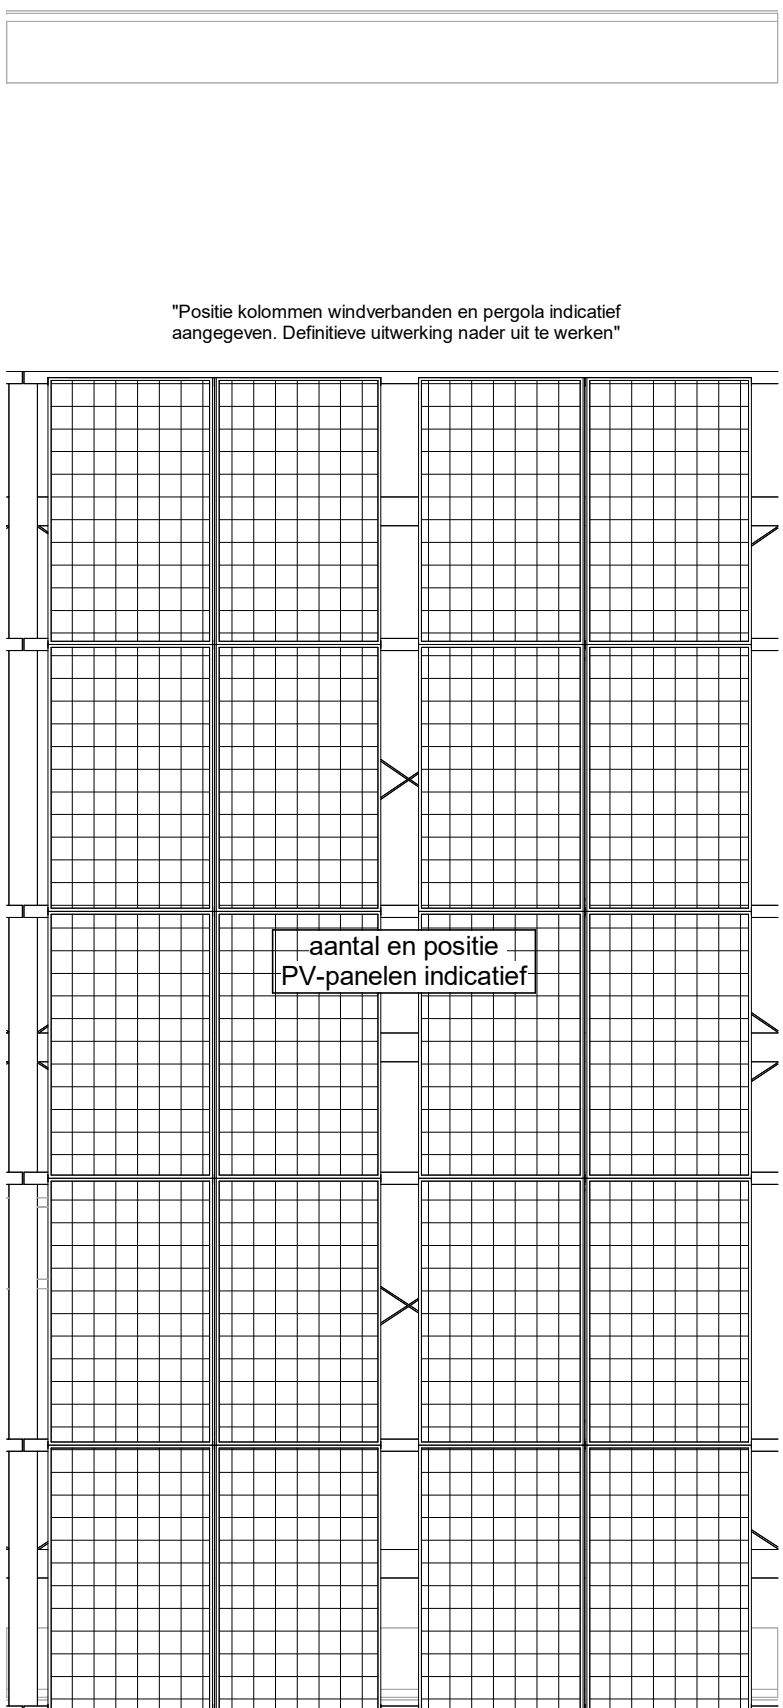 "Positie kolommen windverbanden en pergola indicatief
aangegeven. Definitieve uitwerking nader uit te werken"
aantal en positie
PV-panelen indicatief